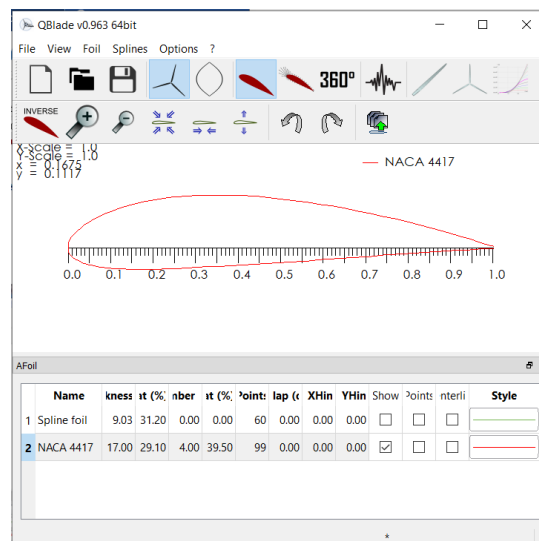 QBlade v0.963 64bit
File View Foil Splines Options ?
360°
INVERSE
X-Scale = 1.0
Y-Scale = 1.0
x = 0.1675
y = 0.1117
NACA 4417
0.0 0.1 0.2 0.3 0.4 0.5 0.6 0.7 0.8 0.9 1.0
AFoil
Name kness at (%) nber at (%) Points lap (c XHin YHin Show Points nterli Style
1 Spline foil 9.03 31.20 0.00 0.00 60 0.00 0.00 0.00
2 NACA 4417 17.00 29.10 4.00 39.50 99 0.00 0.00 0.00
*